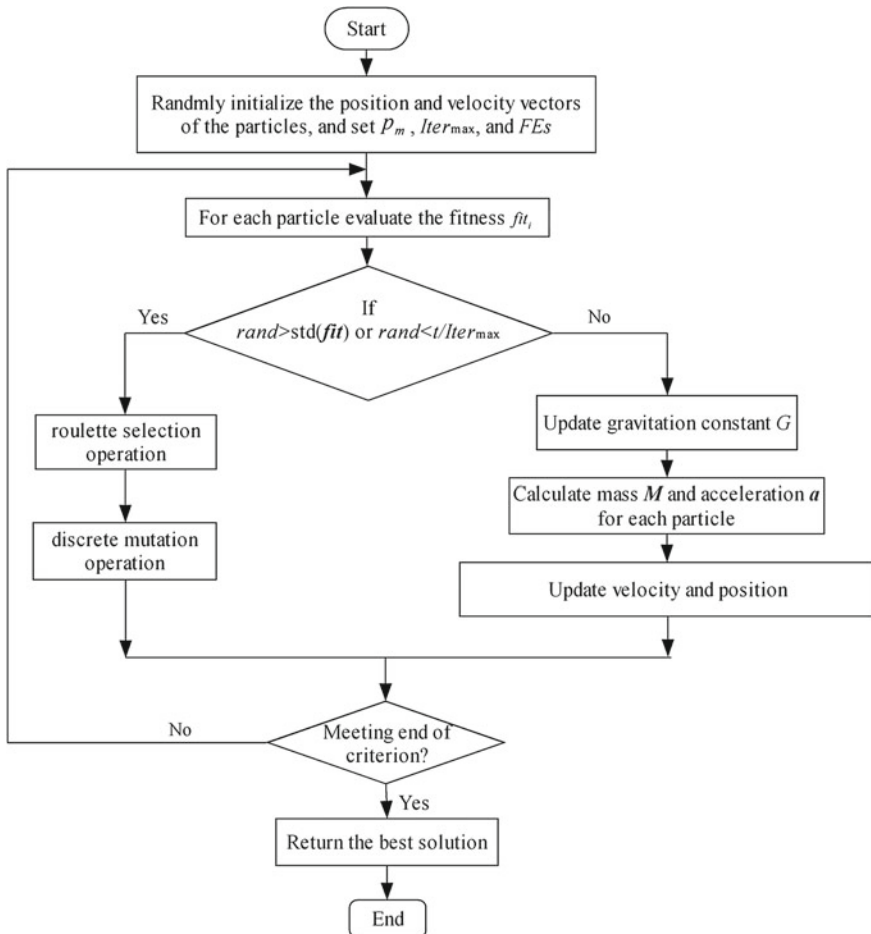 Start
Randmly initialize the position and velocity vectors
of the particles, and set p_m , Iter_max, and FEs
For each particle evaluate the fitness fit_i
If
rand>std(fit) or rand<t/Iter_max
Yes
No
roulette selection
operation
discrete mutation
operation
Update gravitation constant G
Calculate mass M and acceleration a
for each particle
Update velocity and position
Meeting end of
criterion?
No
Yes
Return the best solution
End